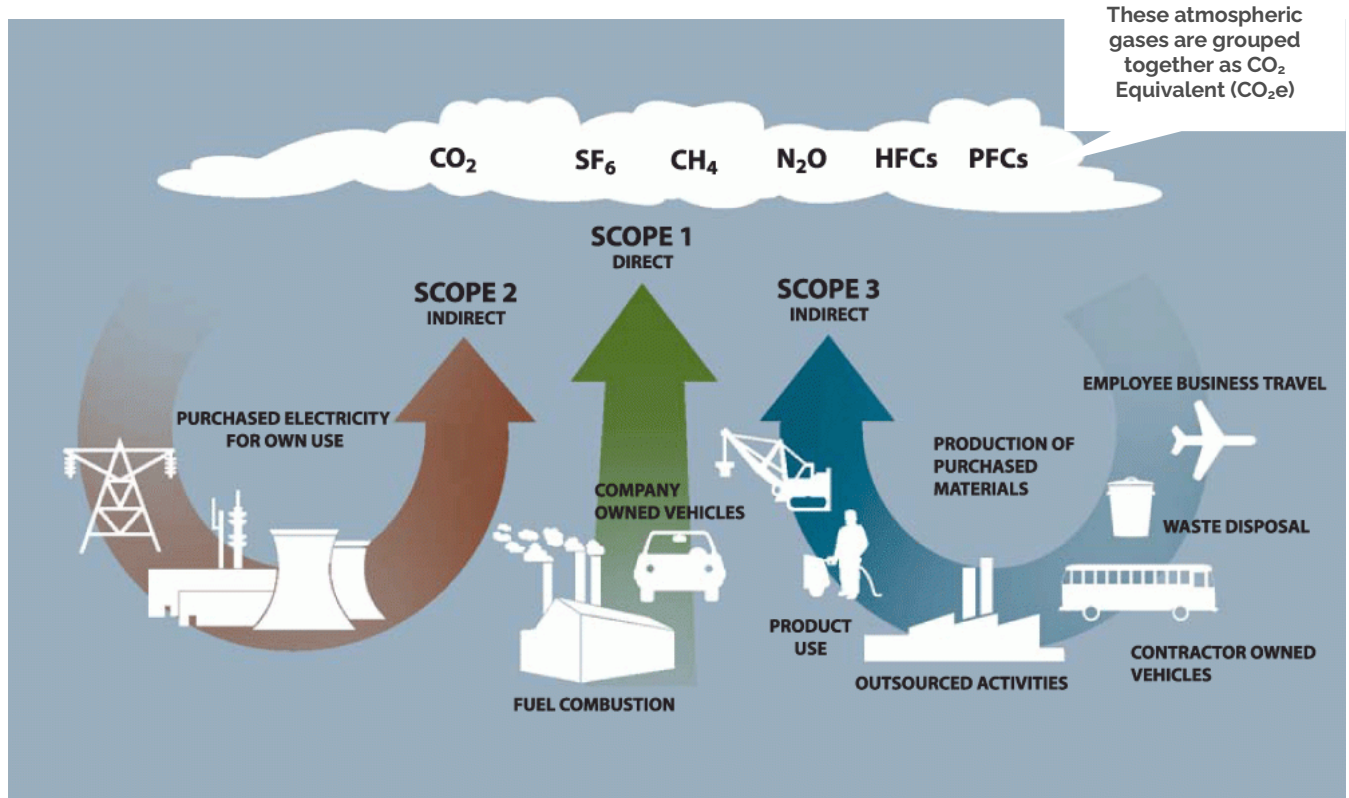 These atmospheric
gases are grouped
together as CO₂
Equivalent (CO₂e)
CO₂
SF₆
CH₄
N₂O
HFCs
PFCs
SCOPE 1
DIRECT
SCOPE 2
INDIRECT
SCOPE 3
INDIRECT
PURCHASED ELECTRICITY
FOR OWN USE
COMPANY
OWNED VEHICLES
FUEL COMBUSTION
EMPLOYEE BUSINESS TRAVEL
PRODUCTION OF
PURCHASED
MATERIALS
WASTE DISPOSAL
PRODUCT
USE
OUTSOURCED ACTIVITIES
CONTRACTOR OWNED
VEHICLES